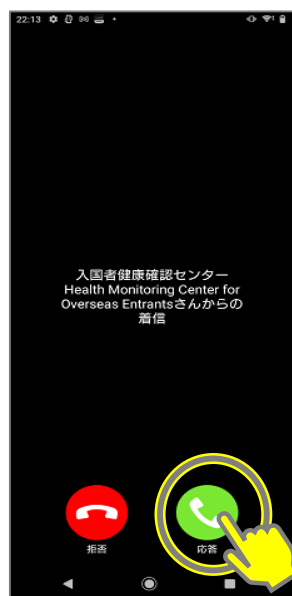 22:13
入国者健康確認センター
Health Monitoring Center for
Overseas Entrantsさんからの
着信
拒否
応答